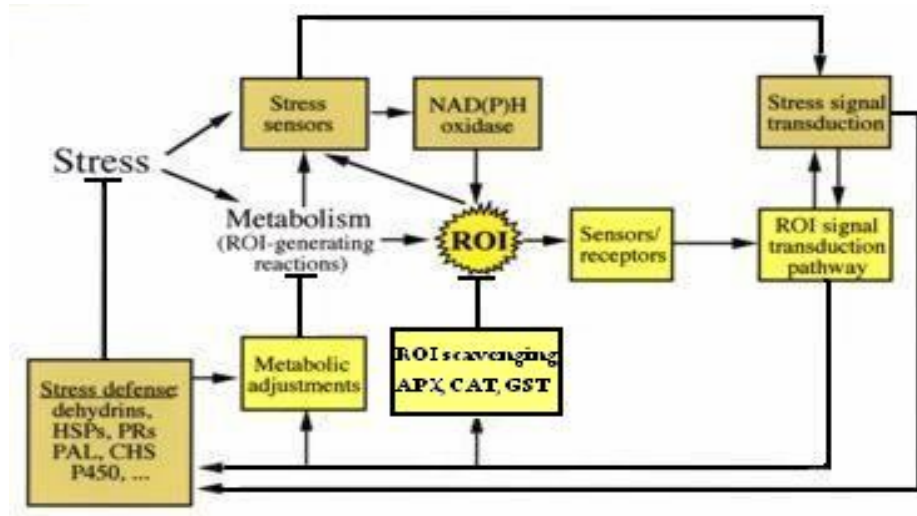 Stress
sensors
NAD(P)H
oxidase
Stress signal
transduction
Stress
Metabolism
(ROI-generating
reactions)
ROI
Sensors/
receptors
ROI signal
transduction
pathway
Metabolic
adjustments
ROI scavenging
APX, CAT, GST
Stress defense:
dehydrins,
HSPs, PRs
PAL, CHS
P450, ...